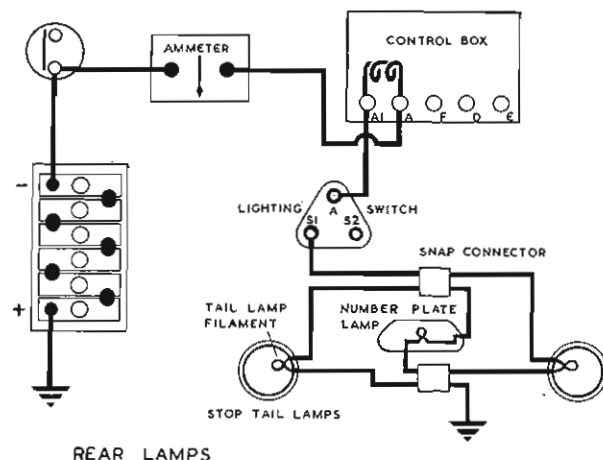 AMMETER
CONTROL BOX
A1 A F D E
-
LIGHTING SWITCH
A
S1 S2
SNAP CONNECTOR
+
TAIL LAMP
FILAMENT
NUMBER PLATE
LAMP
STOP TAIL LAMPS
REAR LAMPS